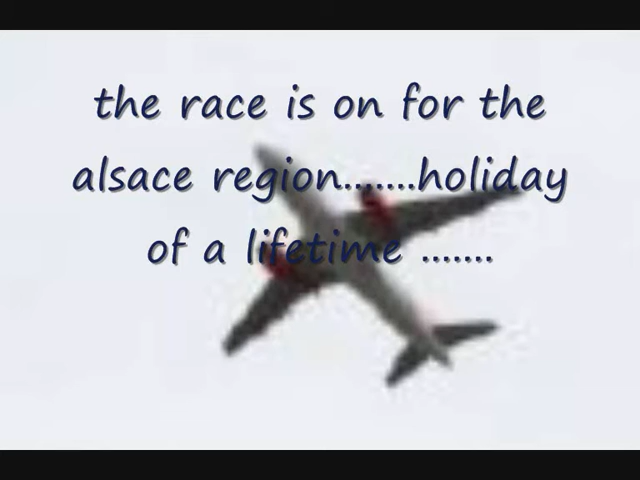 the race is on for the
alsace region.......holiday
of a lifetime .......